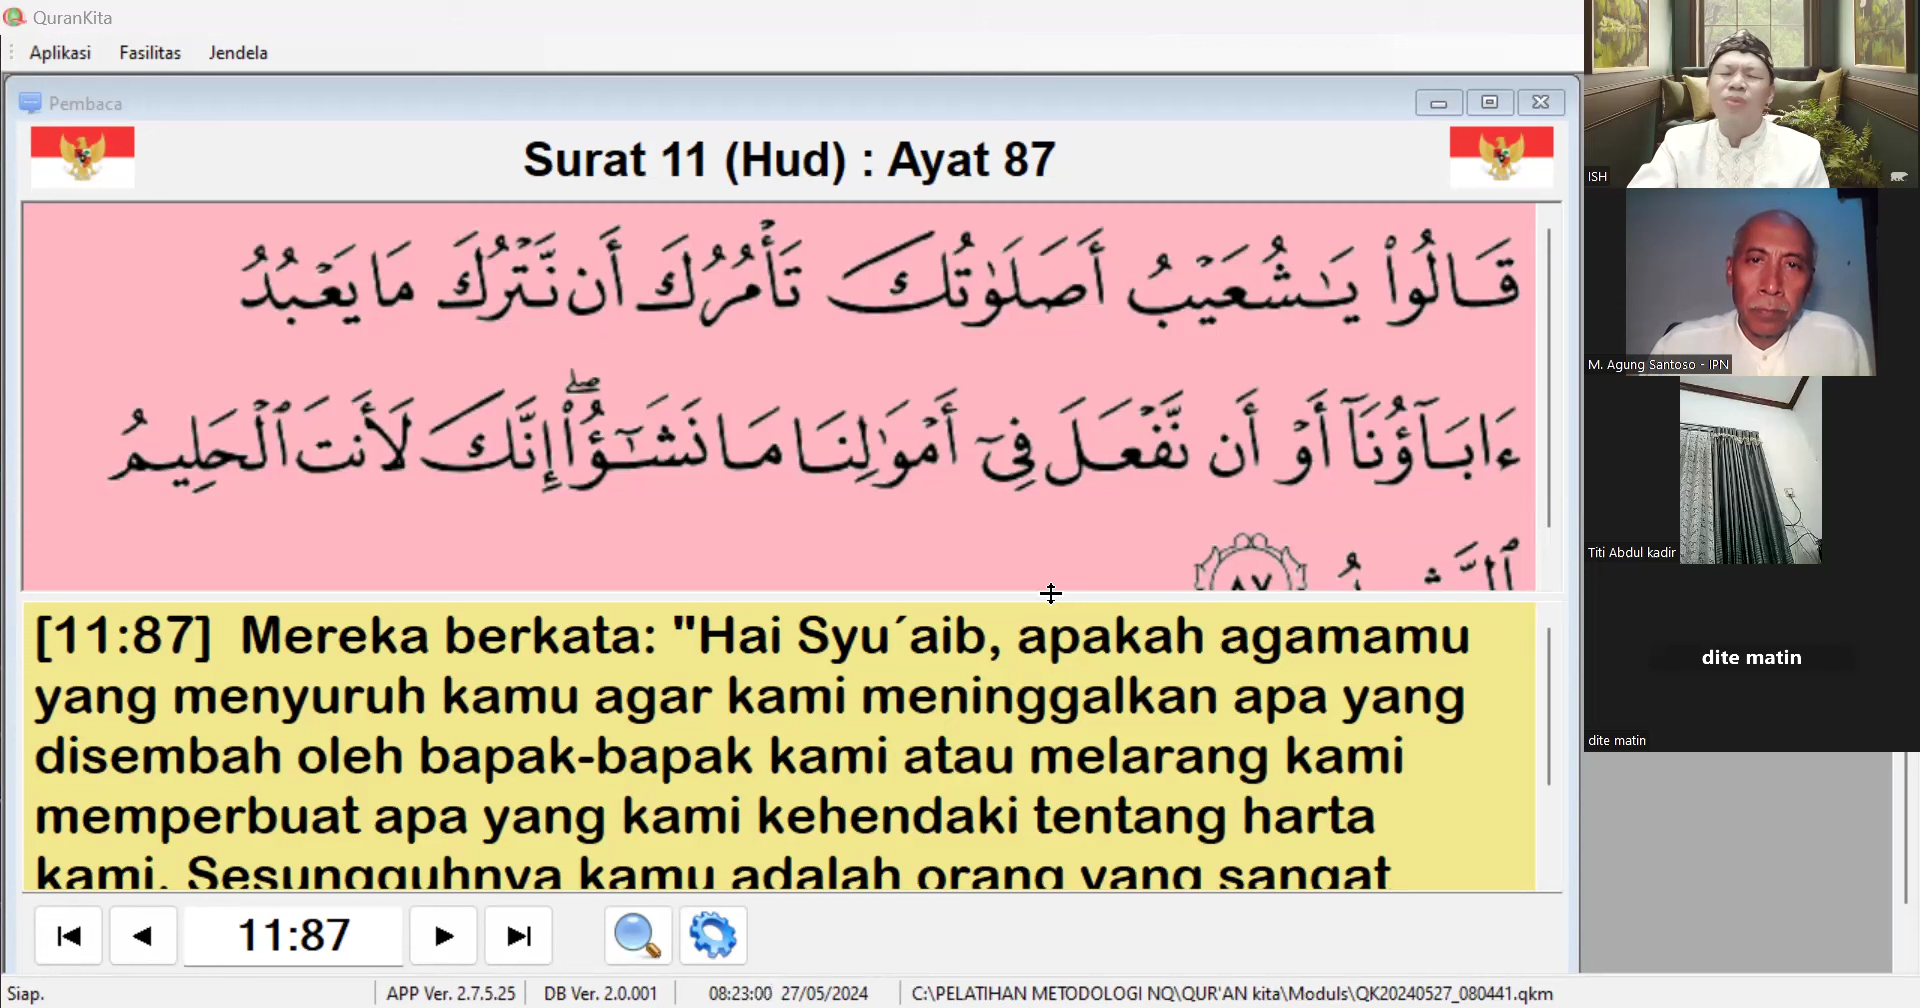 QuranKita
Aplikasi Fasilitas Jendela
Pembaca
Surat 11 (Hud) : Ayat 87
قَالُوا۟ يَـٰشُعَيْبُ أَصَلَوٰتُكَ تَأْمُرُكَ أَن نَّتْرُكَ مَا يَعْبُدُ
ءَابَآؤُنَآ أَوْ أَن نَّفْعَلَ فِىٓ أَمْوَٰلِنَا مَا نَشَـٰٓؤُا۟ ۖ إِنَّكَ لَأَنتَ ٱلْحَلِيمُ
[11:87] Mereka berkata: "Hai Syu´aib, apakah agamamu
yang menyuruh kamu agar kami meninggalkan apa yang
disembah oleh bapak-bapak kami atau melarang kami
memperbuat apa yang kami kehendaki tentang harta
kami. Sesungguhnya kamu adalah orang yang sangat
11:87
Siap. APP Ver. 2.7.5.25 DB Ver. 2.0.001 08:23:00 27/05/2024 C:\PELATIHAN METODOLOGI NQ\QUR'AN kita\Moduls\QK20240527_080441.qkm
ISH
M. Agung Santoso - IPN
Titi Abdul kadir
dite matin
dite matin